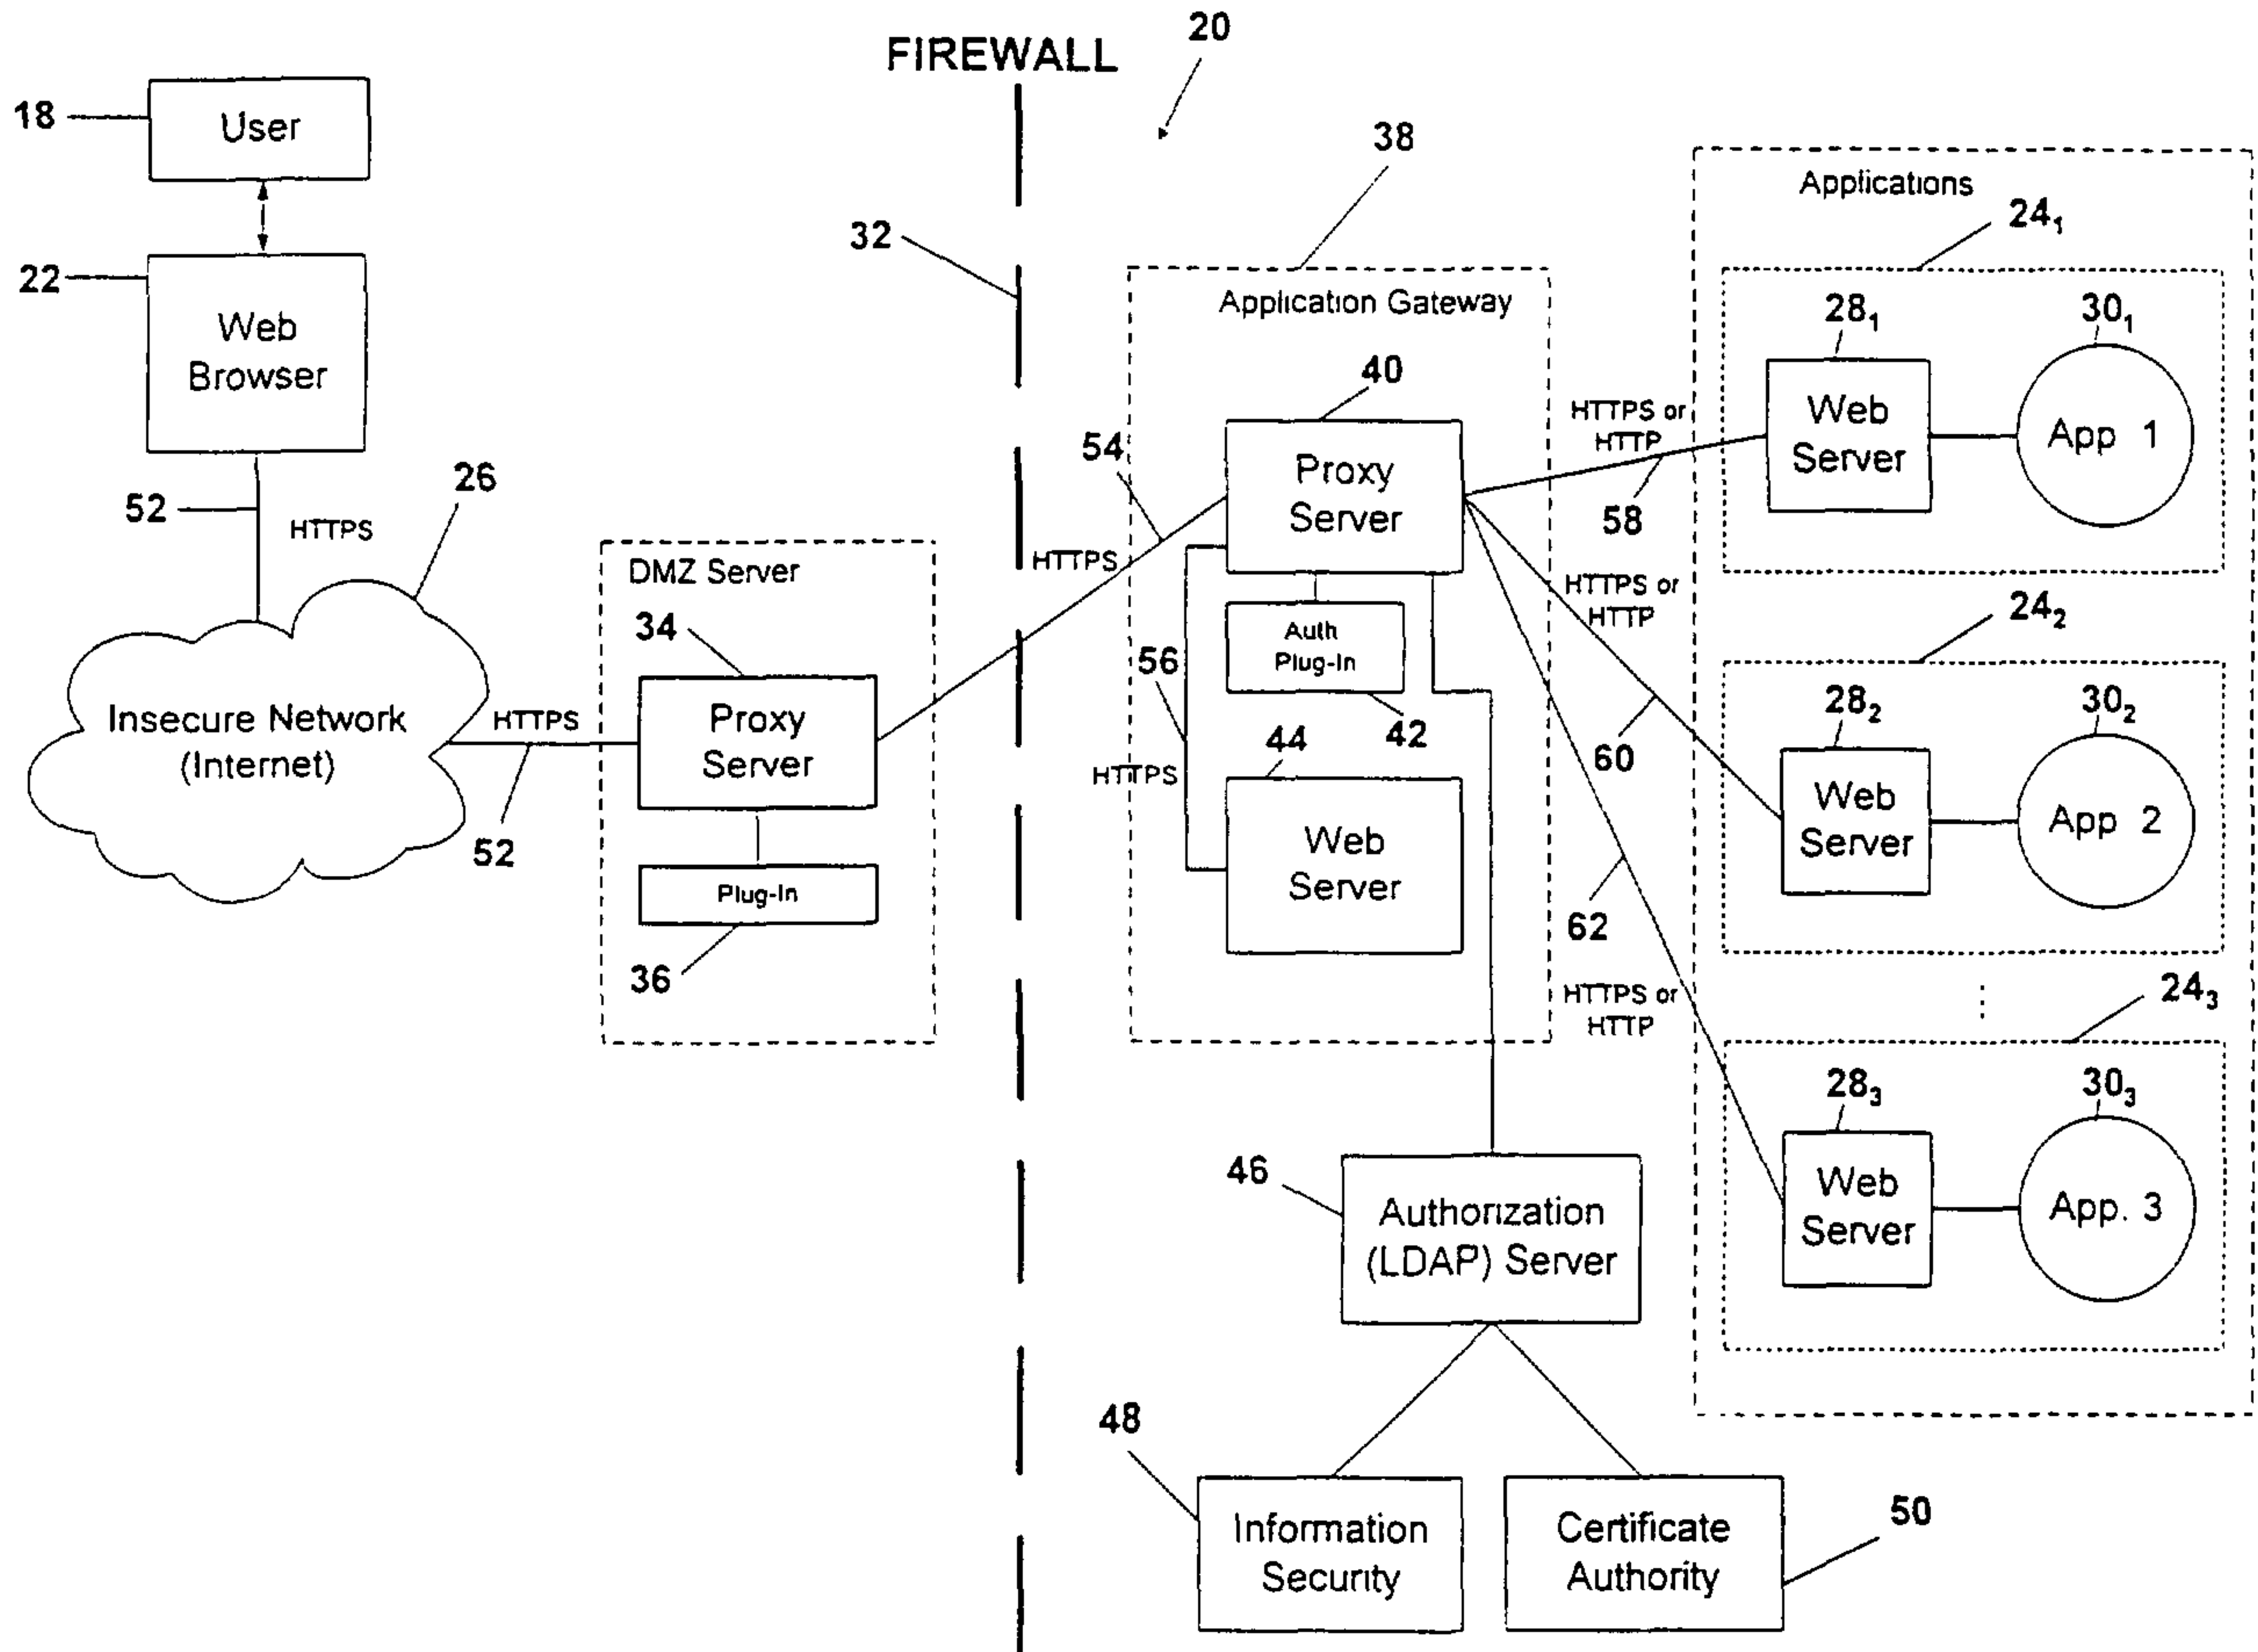 FIREWALL
20
18
User
38
Applications
24₁
32
22
Web
Browser
Application Gateway
28₁
30₁
40
HTTPS or
HTTP
Web
Server
App 1
54
Proxy
Server
26
52
HTTPS
58
DMZ Server
HTTPS
HTTPS or
HTTP
24₂
34
Auth
Plug-In
56
28₂
30₂
Insecure Network
(Internet)
HTTPS
Proxy
Server
42
44
60
HTTPS
Web
Server
App 2
52
Web
Server
Plug-In
62
36
HTTPS or
HTTP
⋮
24₃
28₃
30₃
46
Authorization
(LDAP) Server
Web
Server
App. 3
48
Information
Security
Certificate
Authority
50